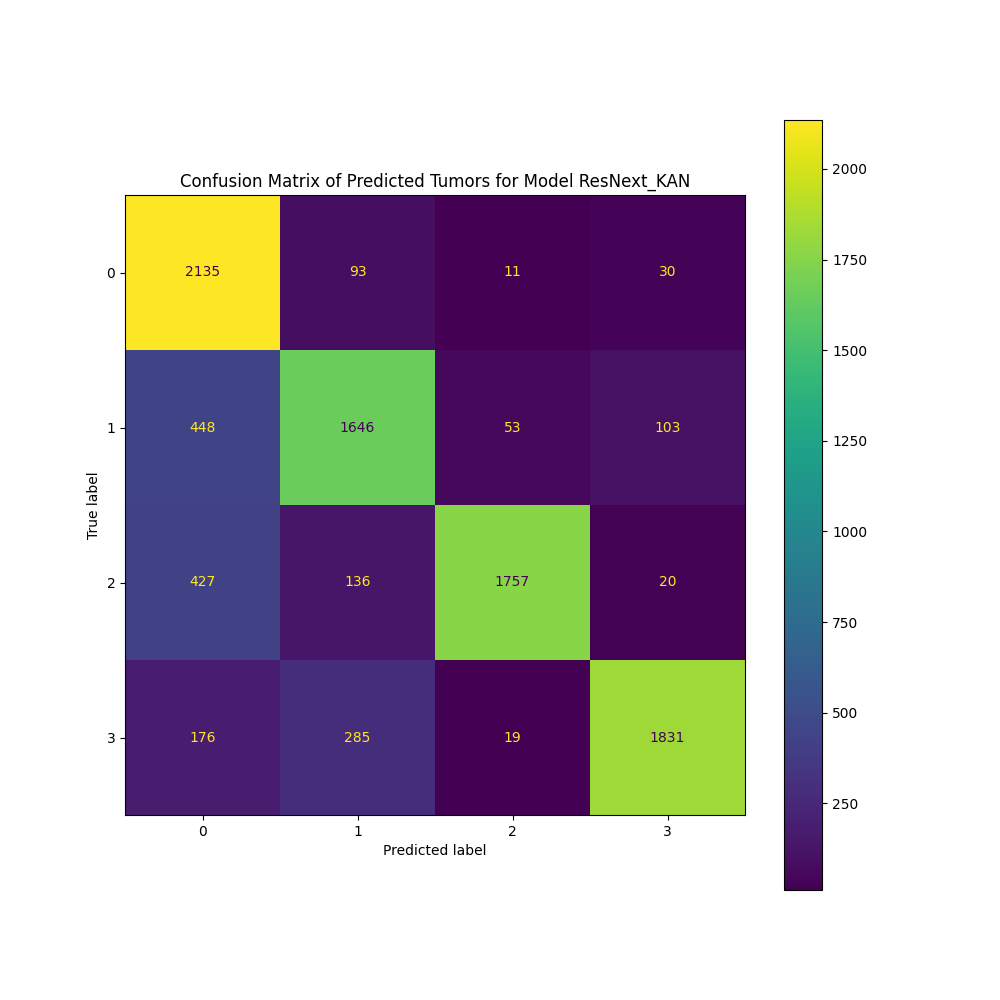 Confusion Matrix of Predicted Tumors for Model ResNext_KAN
0 2135 93 11 30
1 448 1646 53 103
2 427 136 1757 20
3 176 285 19 1831
0 1 2 3
Predicted label
True label
2000
1750
1500
1250
1000
750
500
250